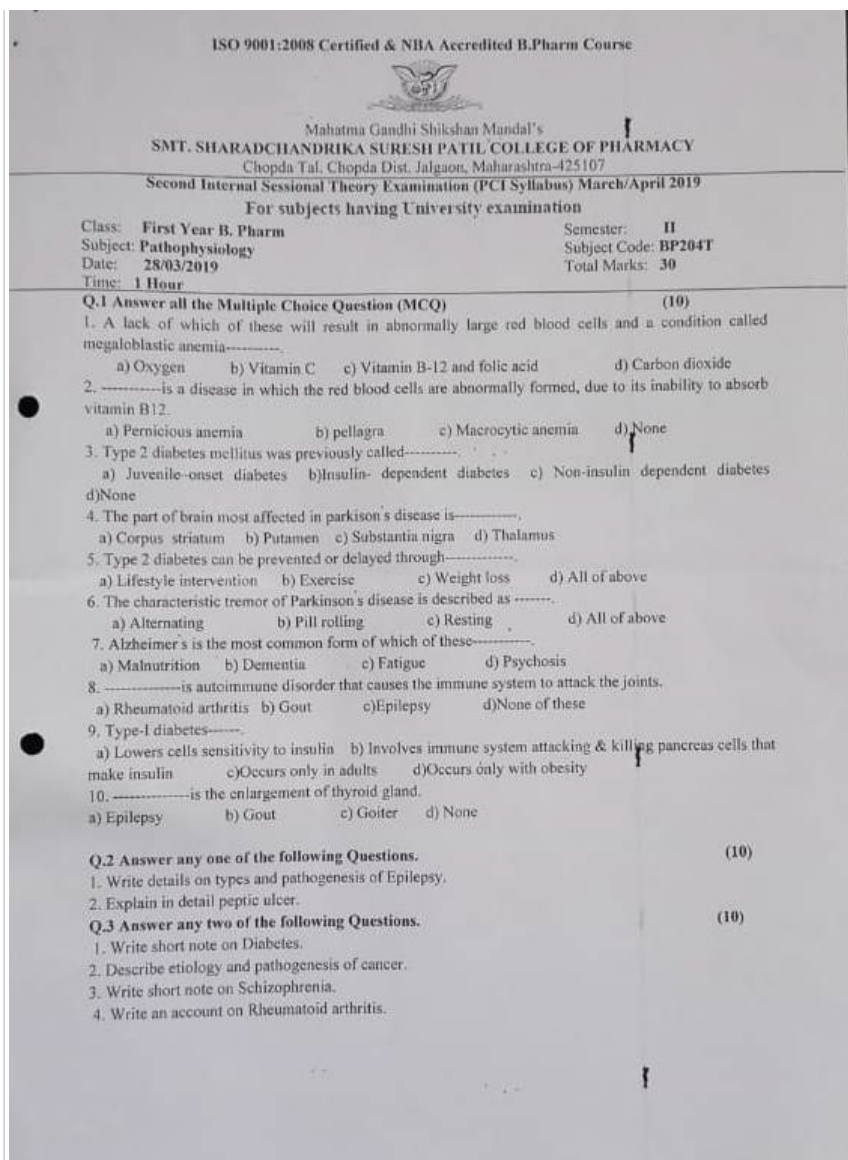 ISO 9001:2008 Certified & NBA Accredited B.Pharm Course
Mahatma Gandhi Shikshan Mandal's
SMT. SHARADCHANDRIKA SURESH PATIL COLLEGE OF PHARMACY
Chopda Tal. Chopda Dist. Jalgaon, Maharashtra-425107
Second Internal Sessional Theory Examination (PCI Syllabus) March/April 2019
For subjects having University examination
Class: First Year B. Pharm Semester: II
Subject: Pathophysiology Subject Code: BP204T
Date: 28/03/2019 Total Marks: 30
Time: 1 Hour
Q.1 Answer all the Multiple Choice Question (MCQ) (10)
1. A lack of which of these will result in abnormally large red blood cells and a condition called
megaloblastic anemia----------.
a) Oxygen b) Vitamin C c) Vitamin B-12 and folic acid d) Carbon dioxide
2. -----------is a disease in which the red blood cells are abnormally formed, due to its inability to absorb
vitamin B12.
a) Pernicious anemia b) pellagra c) Macrocytic anemia d) None
3. Type 2 diabetes mellitus was previously called----------.
a) Juvenile-onset diabetes b)Insulin- dependent diabetes c) Non-insulin dependent diabetes
d)None
4. The part of brain most affected in parkison's disease is------------.
a) Corpus striatum b) Putamen c) Substantia nigra d) Thalamus
5. Type 2 diabetes can be prevented or delayed through-------------.
a) Lifestyle intervention b) Exercise c) Weight loss d) All of above
6. The characteristic tremor of Parkinson's disease is described as -------.
a) Alternating b) Pill rolling c) Resting d) All of above
7. Alzheimer's is the most common form of which of these-----------.
a) Malnutrition b) Dementia c) Fatigue d) Psychosis
8. --------------is autoimmune disorder that causes the immune system to attack the joints.
a) Rheumatoid arthritis b) Gout c)Epilepsy d)None of these
9. Type-I diabetes------.
a) Lowers cells sensitivity to insulin b) Involves immune system attacking & killing pancreas cells that
make insulin c)Occurs only in adults d)Occurs only with obesity
10. --------------is the enlargement of thyroid gland.
a) Epilepsy b) Gout c) Goiter d) None
Q.2 Answer any one of the following Questions. (10)
1. Write details on types and pathogenesis of Epilepsy.
2. Explain in detail peptic ulcer.
Q.3 Answer any two of the following Questions. (10)
1. Write short note on Diabetes.
2. Describe etiology and pathogenesis of cancer.
3. Write short note on Schizophrenia.
4. Write an account on Rheumatoid arthritis.